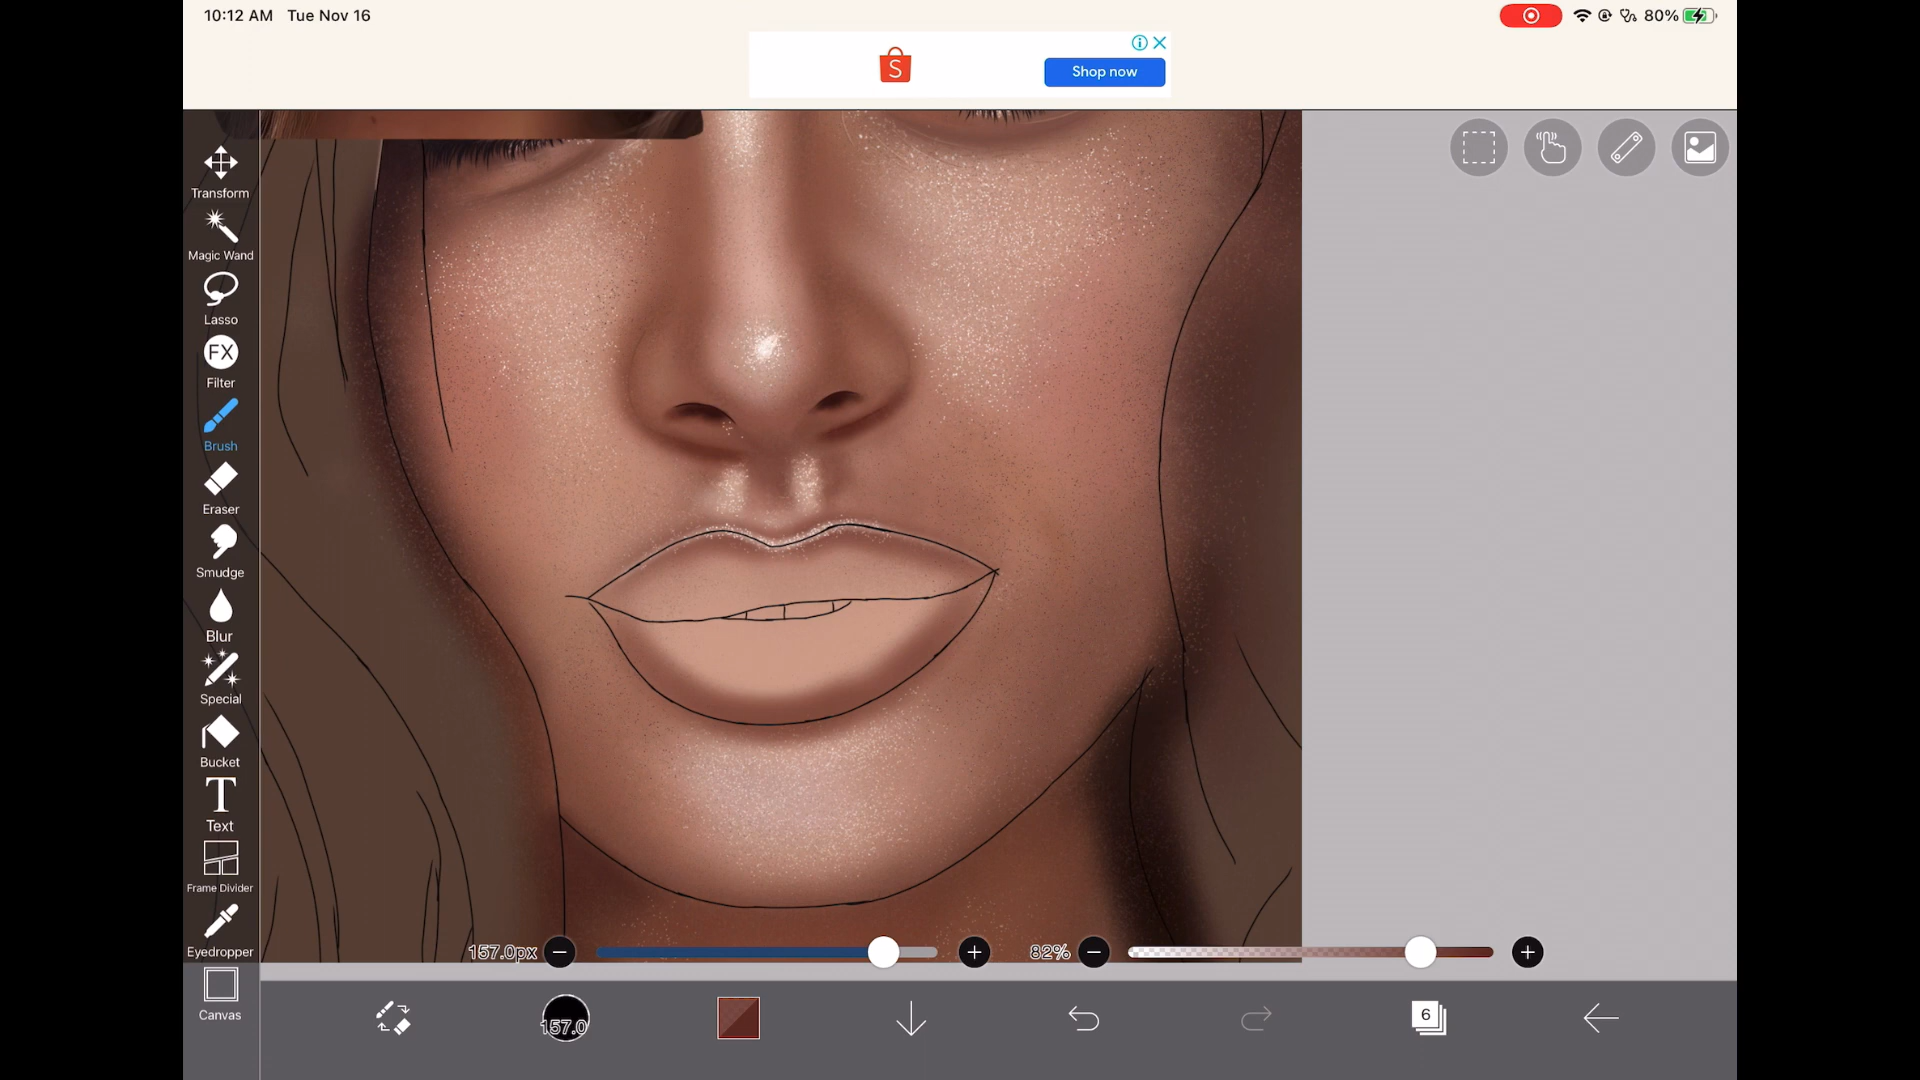 10:12 AM Tue Nov 16
80%
S
Shop now
Transform
Magic Wand
Lasso
FX
Filter
Brush
Eraser
Smudge
Blur
Special
Bucket
T
Text
Frame Divider
Eyedropper
Canvas
157.0px
82%
157.0
6